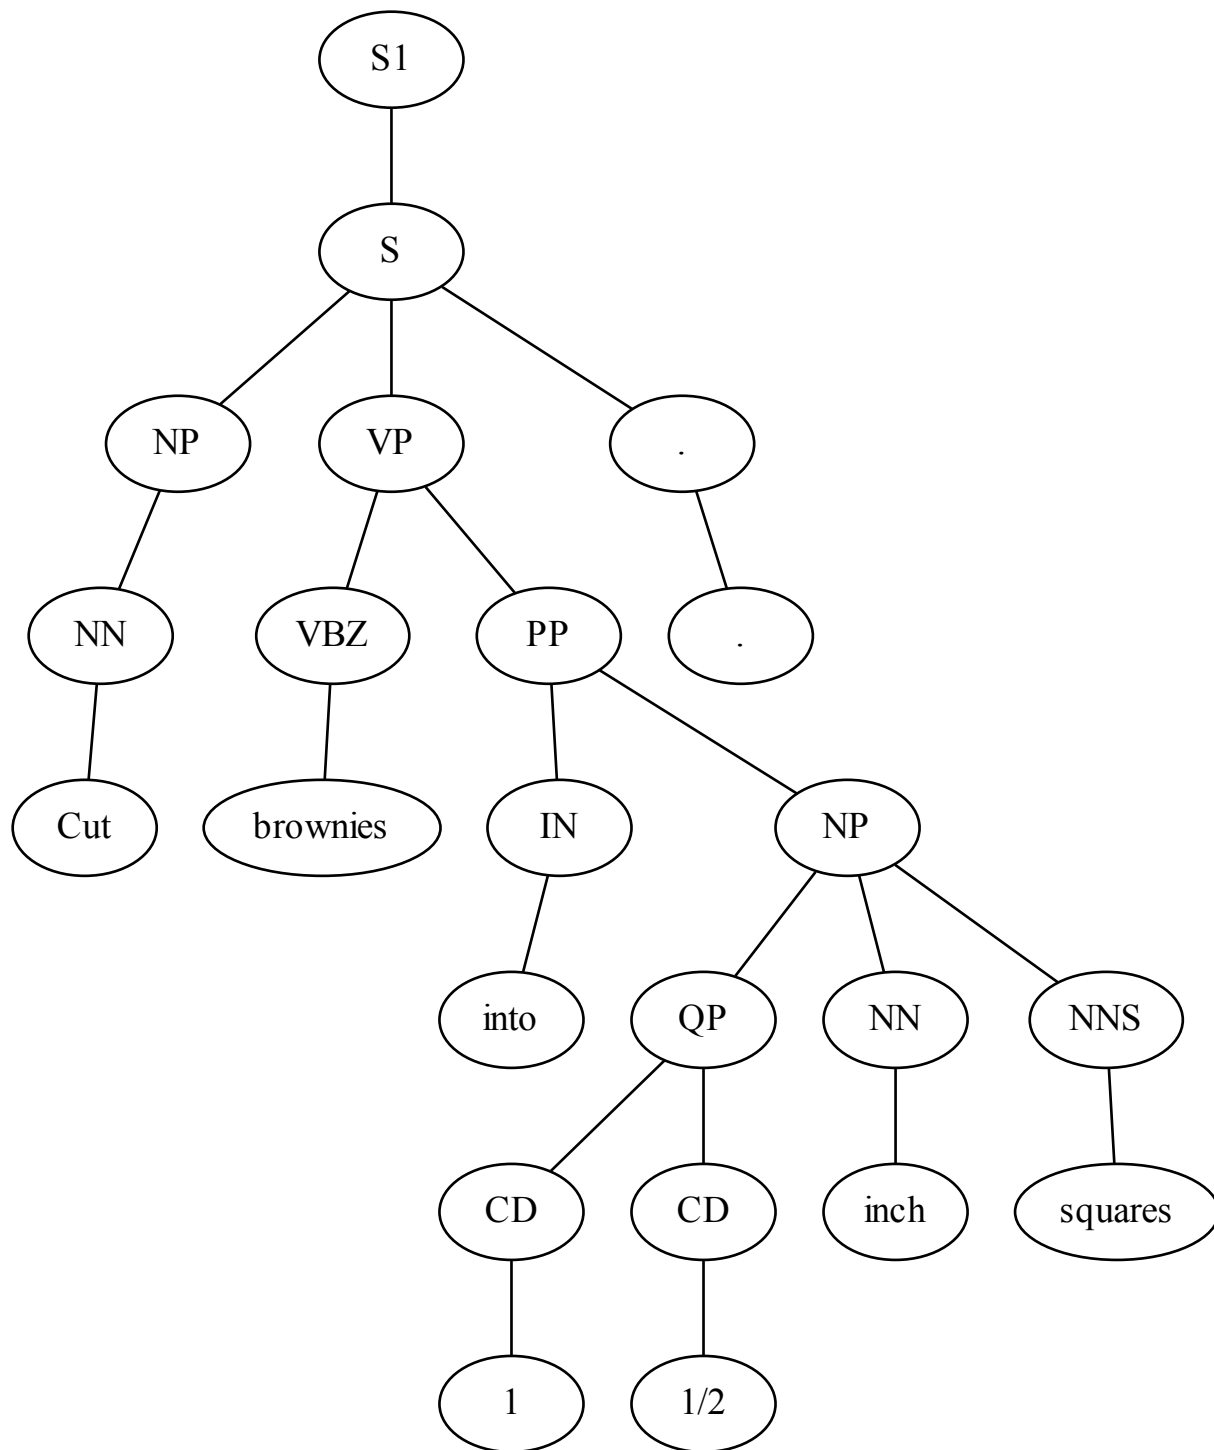 S1
S
NP VP .
NN VBZ PP .
Cut brownies IN NP
into QP NN NNS
CD CD inch squares
1 1/2